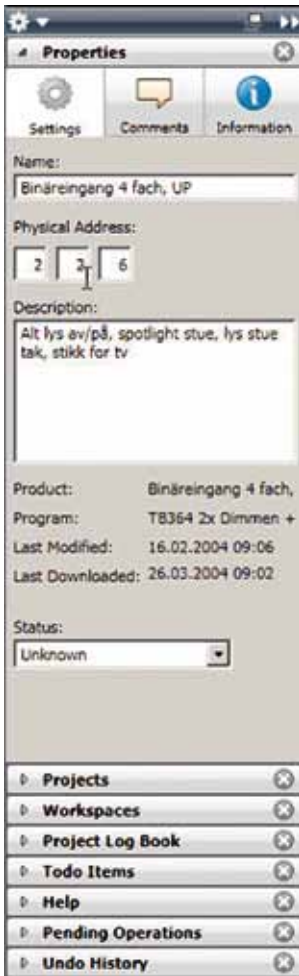 Properties
Settings Comments Information
Name:
Binäreingang 4 fach, UP
Physical Address:
2 6
Description:
Alt lys av/på, spotlight stue, lys stue
tak, stikk for tv
Product: Binäreingang 4 fach,
Program: T8364 2x Dimmen +
Last Modified: 16.02.2004 09:06
Last Downloaded: 26.03.2004 09:02
Status:
Unknown
Projects
Workspaces
Project Log Book
Todo Items
Help
Pending Operations
Undo History